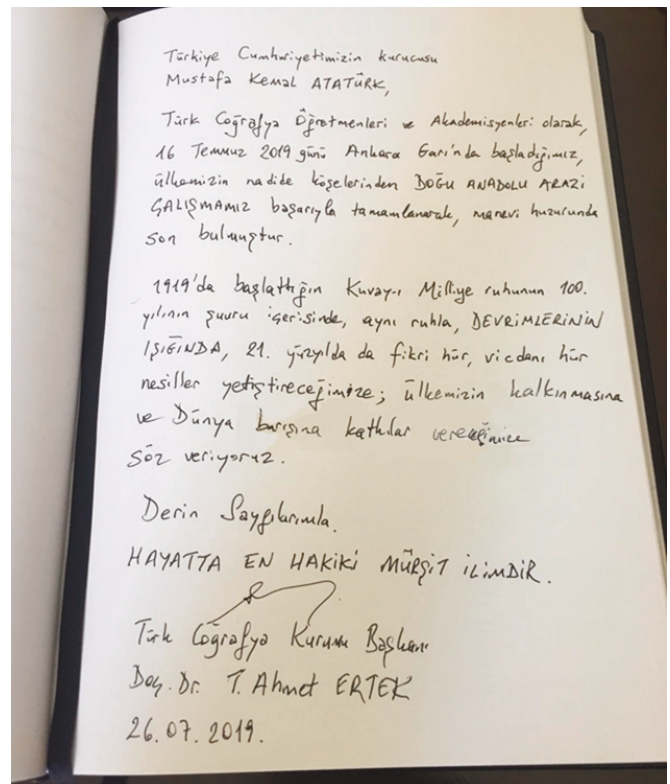 Türkiye Cumhuriyetimizin kurucusu
Mustafa Kemal ATATÜRK,
Türk Coğrafya Öğretmenleri ve Akademisyenleri olarak,
16 Temmuz 2019 günü Ankara Garı'nda başladığımız,
ülkemizin nadide köşelerinden DOĞU ANADOLU ARAZİ
ÇALIŞMAMIZ başarıyla tamamlanarak, manevi huzurunda
son bulmuştur.
1919'da başlattığın Kuvay-ı Milliye ruhunun 100.
yılının şuuru içerisinde, aynı ruhla, DEVRİMLERİNİN
IŞIĞINDA, 21. yüzyılda da fikri hür, vicdanı hür
nesiller yetiştireceğimize; ülkemizin kalkınmasına
ve Dünya barışına katkılar vereceğimize
söz veriyoruz.
Derin Saygılarımla.
HAYATTA EN HAKİKİ MÜRŞİT İLİMDİR.
Türk Coğrafya Kurumu Başkanı
Doç. Dr. T. Ahmet ERTEK
26.07.2019.